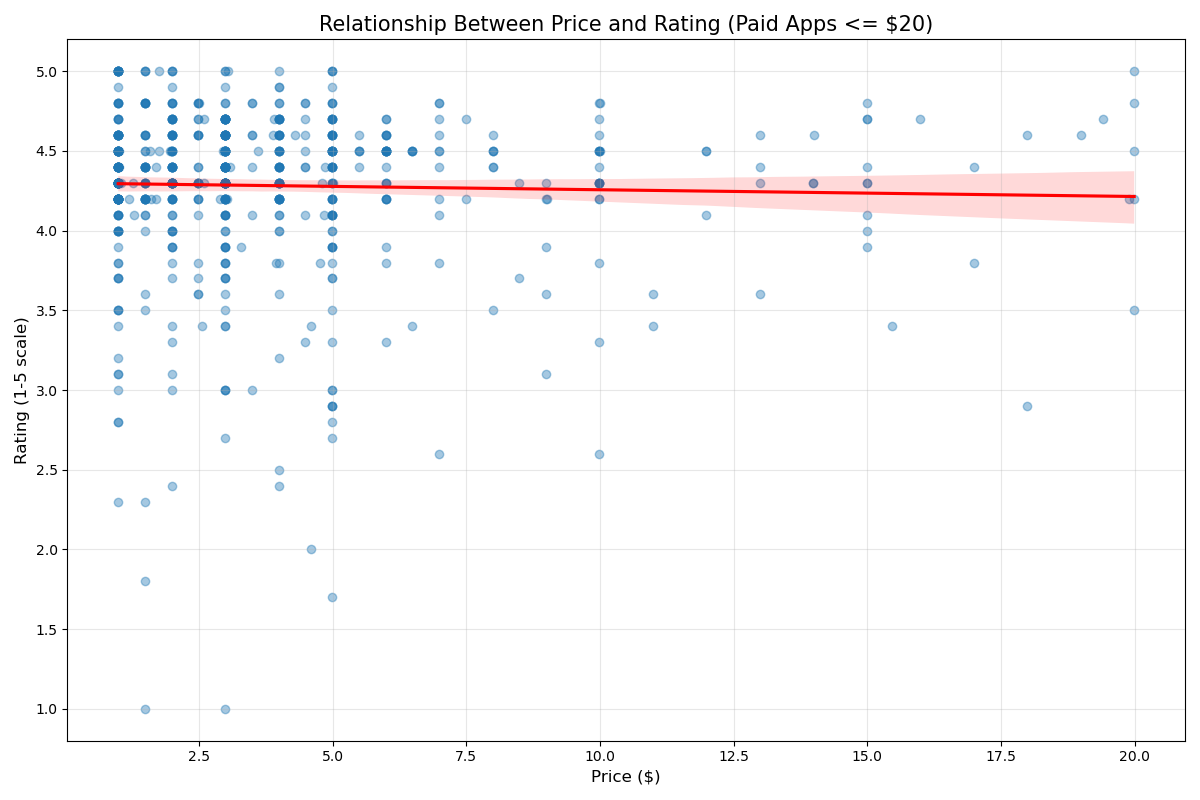 Relationship Between Price and Rating (Paid Apps <= $20)
Rating (1-5 scale)
5.0
4.5
4.0
3.5
3.0
2.5
2.0
1.5
1.0
2.5 5.0 7.5 10.0 12.5 15.0 17.5 20.0
Price ($)